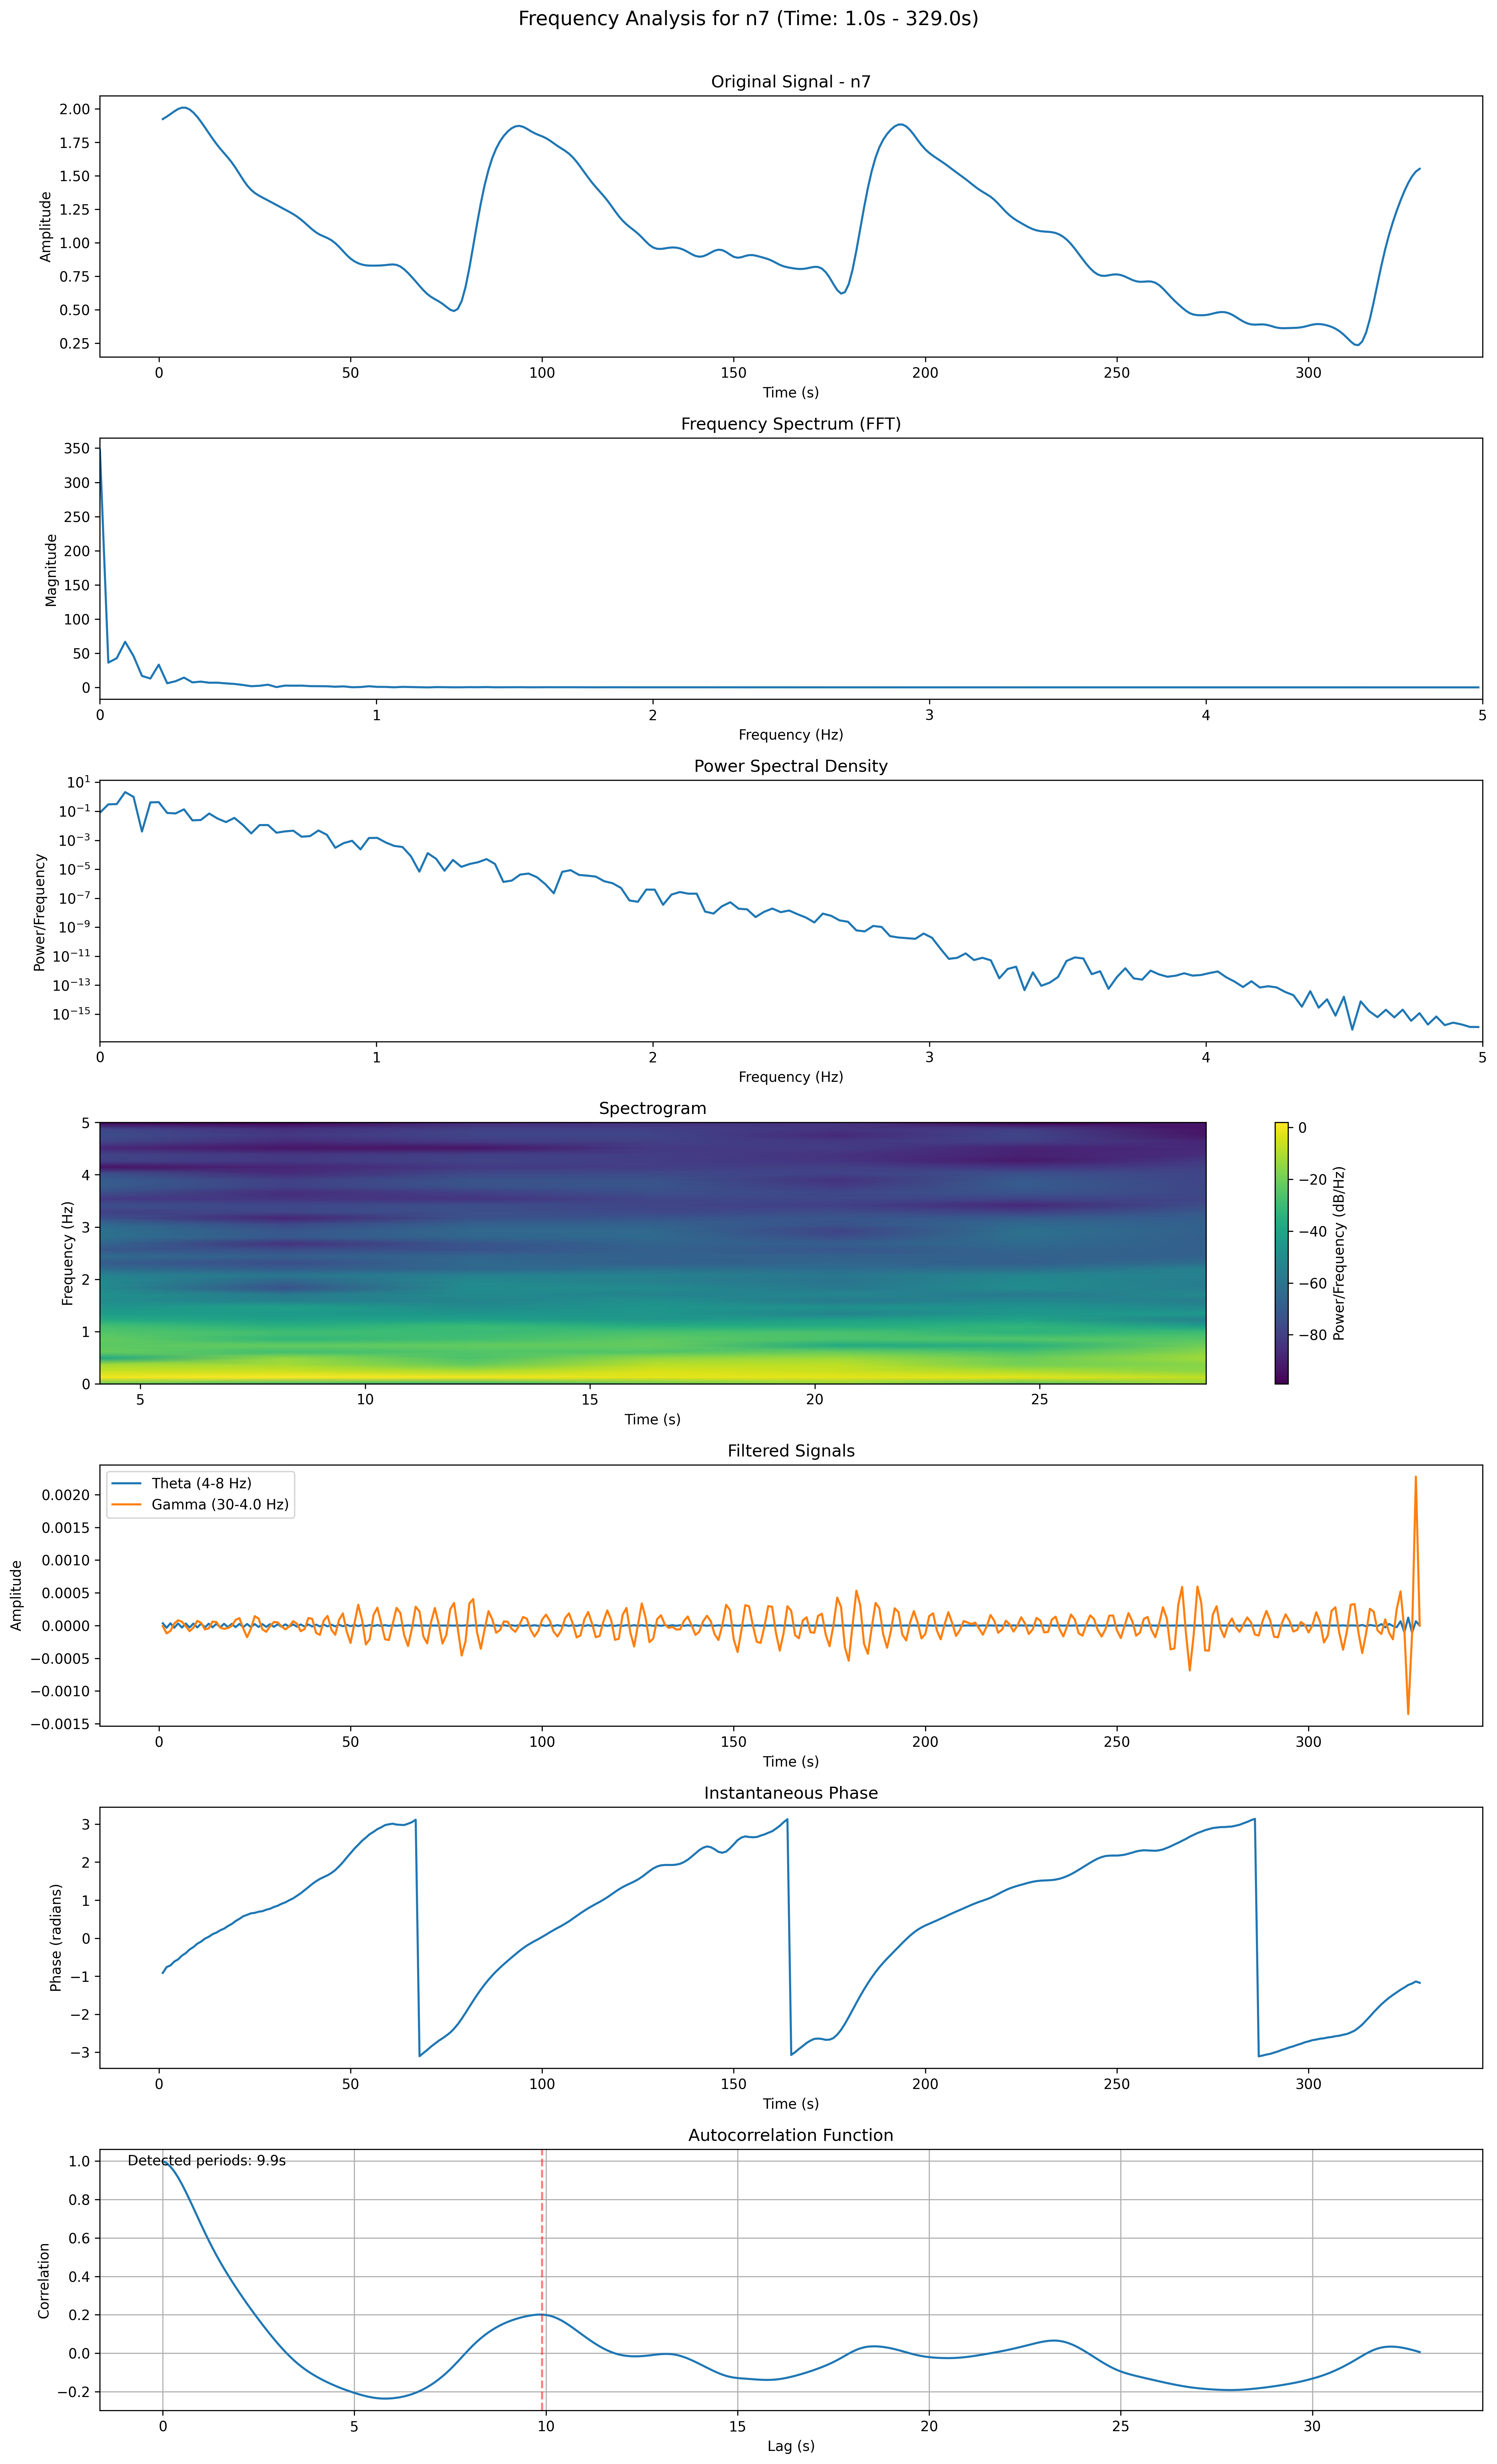 Frequency Analysis for n7 (Time: 1.0s - 329.0s)
Original Signal - n7
Amplitude
2.00
1.75
1.50
1.25
1.00
0.75
0.50
0.25
0 50 100 150 200 250 300
Time (s)
Frequency Spectrum (FFT)
Magnitude
350
300
250
200
150
100
50
0
0 1 2 3 4 5
Frequency (Hz)
Power Spectral Density
Power/Frequency
10¹
10⁻¹
10⁻³
10⁻⁵
10⁻⁷
10⁻⁹
10⁻¹¹
10⁻¹³
10⁻¹⁵
0 1 2 3 4 5
Frequency (Hz)
Spectrogram
Frequency (Hz)
5
4
3
2
1
0
5 10 15 20 25
Time (s)
0
−20
−40
−60
−80
Power/Frequency (dB/Hz)
Filtered Signals
Theta (4-8 Hz)
Gamma (30-4.0 Hz)
Amplitude
0.0020
0.0015
0.0010
0.0005
0.0000
−0.0005
−0.0010
−0.0015
0 50 100 150 200 250 300
Time (s)
Instantaneous Phase
Phase (radians)
3
2
1
0
−1
−2
−3
0 50 100 150 200 250 300
Time (s)
Autocorrelation Function
Detected periods: 9.9s
Correlation
1.0
0.8
0.6
0.4
0.2
0.0
−0.2
0 5 10 15 20 25 30
Lag (s)